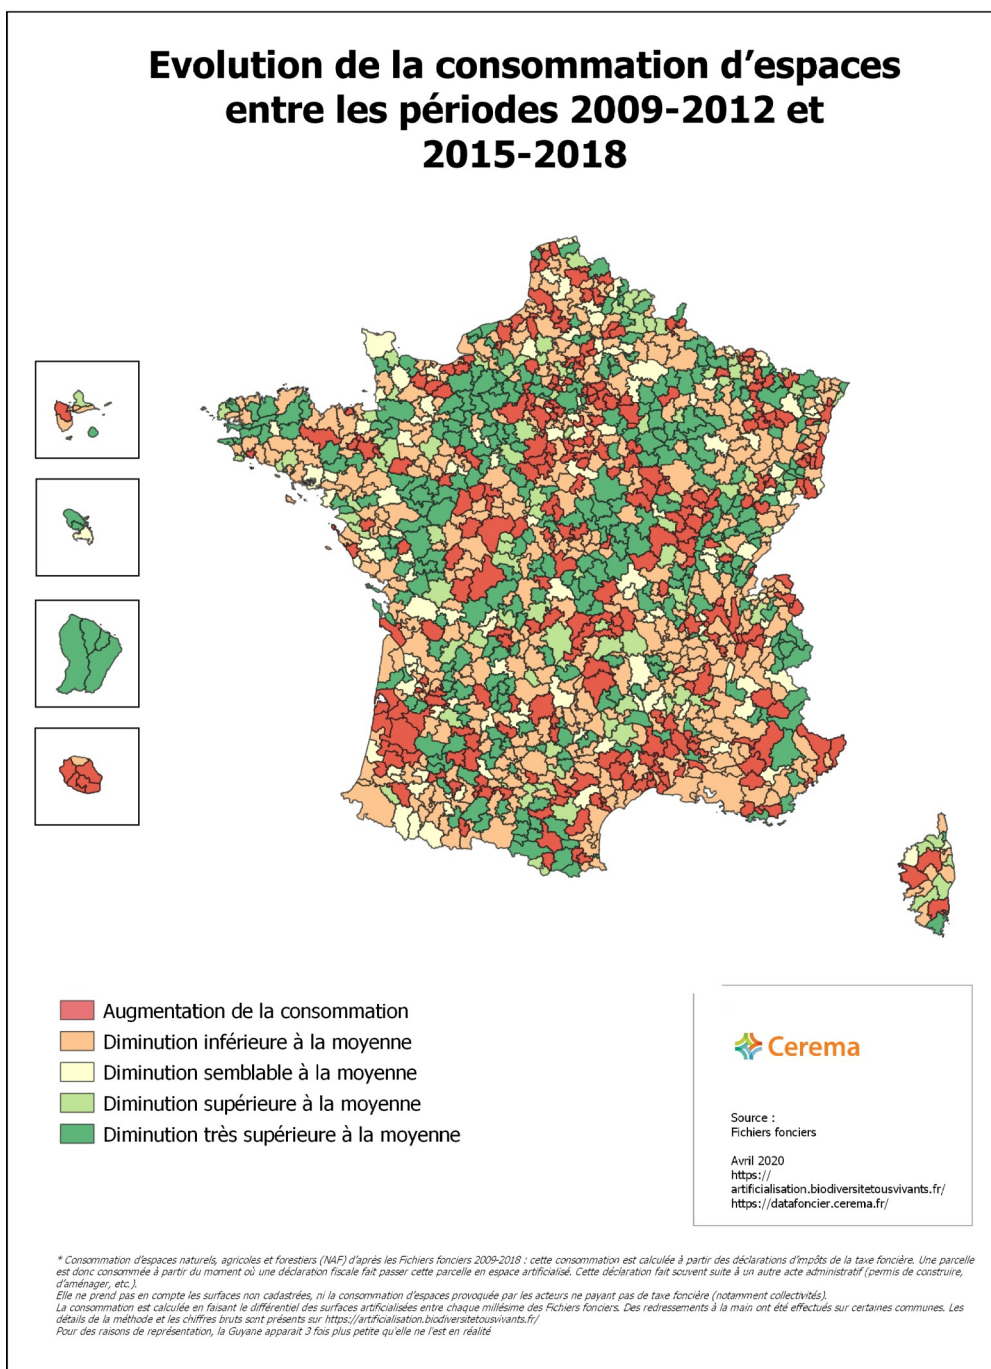 Evolution de la consommation d'espaces
entre les périodes 2009-2012 et
2015-2018
Augmentation de la consommation
Diminution inférieure à la moyenne
Diminution semblable à la moyenne
Diminution supérieure à la moyenne
Diminution très supérieure à la moyenne
Cerema
Source :
Fichiers fonciers
Avril 2020
https://
artificialisation.biodiversitetousvivants.fr/
https://datafoncier.cerema.fr/
* Consommation d'espaces naturels, agricoles et forestiers (NAF) d'après les Fichiers fonciers 2009-2018 : cette consommation est calculée à partir des déclarations d'impôts de la taxe foncière. Une parcelle
est donc consommée à partir du moment où une déclaration fiscale fait passer cette parcelle en espace artificialisé. Cette déclaration fait souvent suite à un autre acte administratif (permis de construire,
d'aménager, etc.).
Elle ne prend pas en compte les surfaces non cadastrées, ni la consommation d'espaces provoquée par les acteurs ne payant pas de taxe foncière (notamment collectivités).
La consommation est calculée en faisant le différentiel des surfaces artificialisées entre chaque millésime des Fichiers fonciers. Des redressements à la main ont été effectués sur certaines communes. Les
détails de la méthode et les chiffres bruts sont présents sur https://artificialisation.biodiversitetousvivants.fr/
Pour des raisons de représentation, la Guyane apparait 3 fois plus petite qu'elle ne l'est en réalité